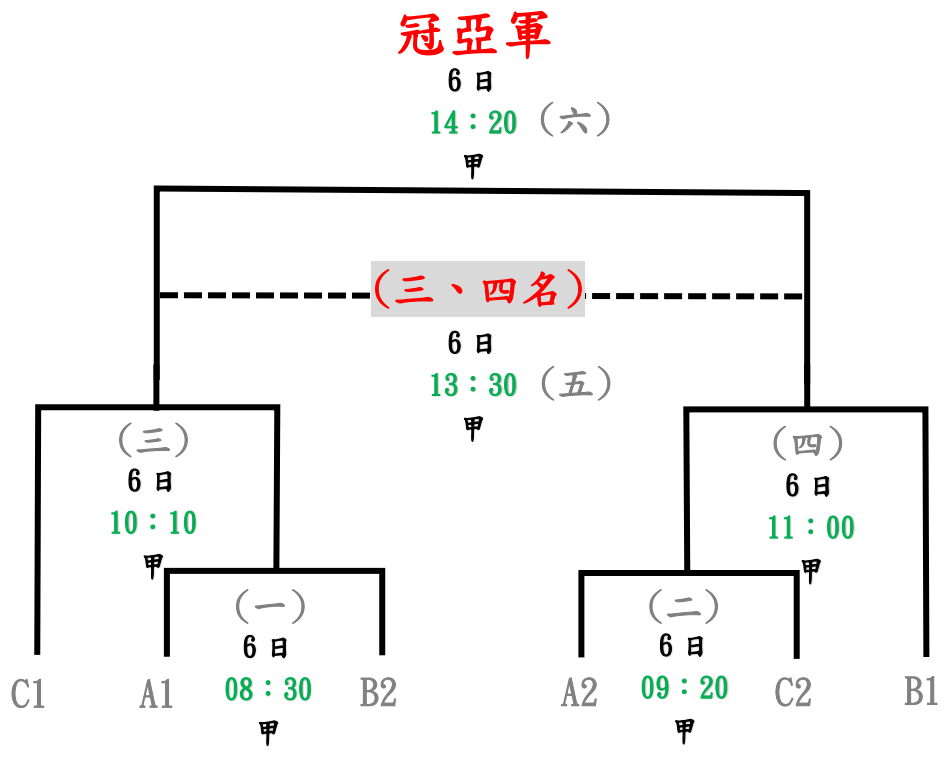 冠亞軍
6 日
14：20（六）
甲
(三、四名)
6 日
13：30（五）
甲
（三）
6 日
10：10
甲
（四）
6 日
11：00
甲
（一）
6 日
08：30
甲
（二）
6 日
09：20
甲
C1 A1 B2 A2 C2 B1